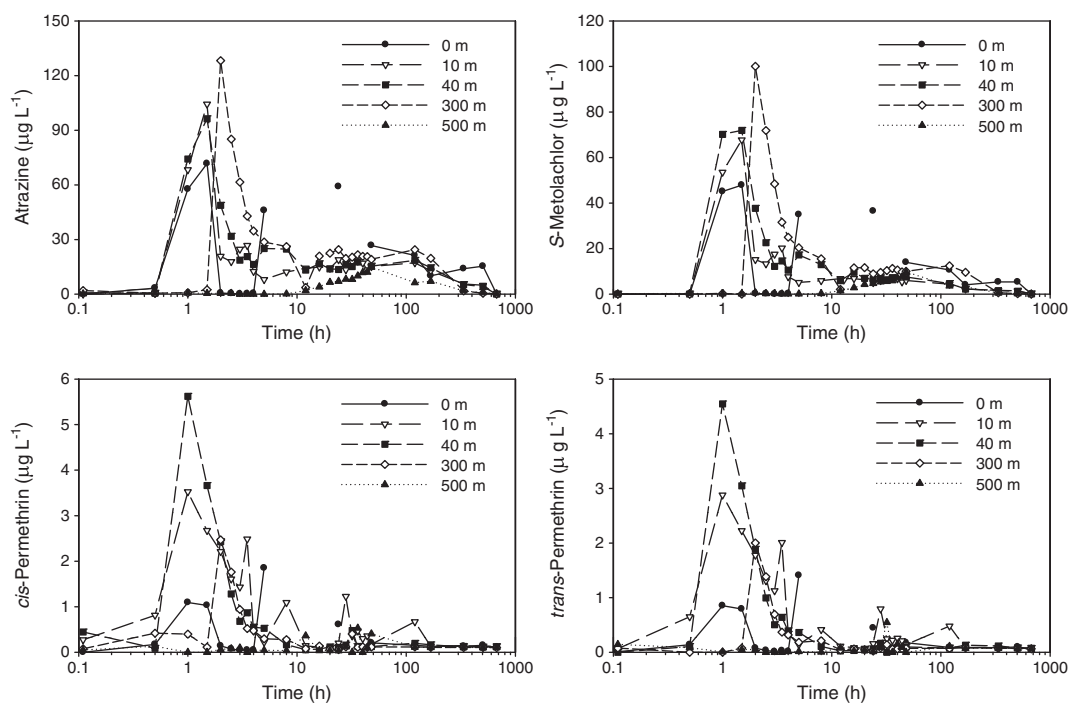 Atrazine (μg L⁻¹)
150
120
90
60
30
0
0.1 1 10 100 1000
Time (h)
0 m
10 m
40 m
300 m
500 m
S-Metolachlor (μ g L⁻¹)
120
100
80
60
40
20
0
0.1 1 10 100 1000
Time (h)
0 m
10 m
40 m
300 m
500 m
cis-Permethrin (μg L⁻¹)
6
5
4
3
2
1
0
0.1 1 10 100 1000
Time (h)
0 m
10 m
40 m
300 m
500 m
trans-Permethrin (μ g L⁻¹)
5
4
3
2
1
0
0.1 1 10 100 1000
Time (h)
0 m
10 m
40 m
300 m
500 m